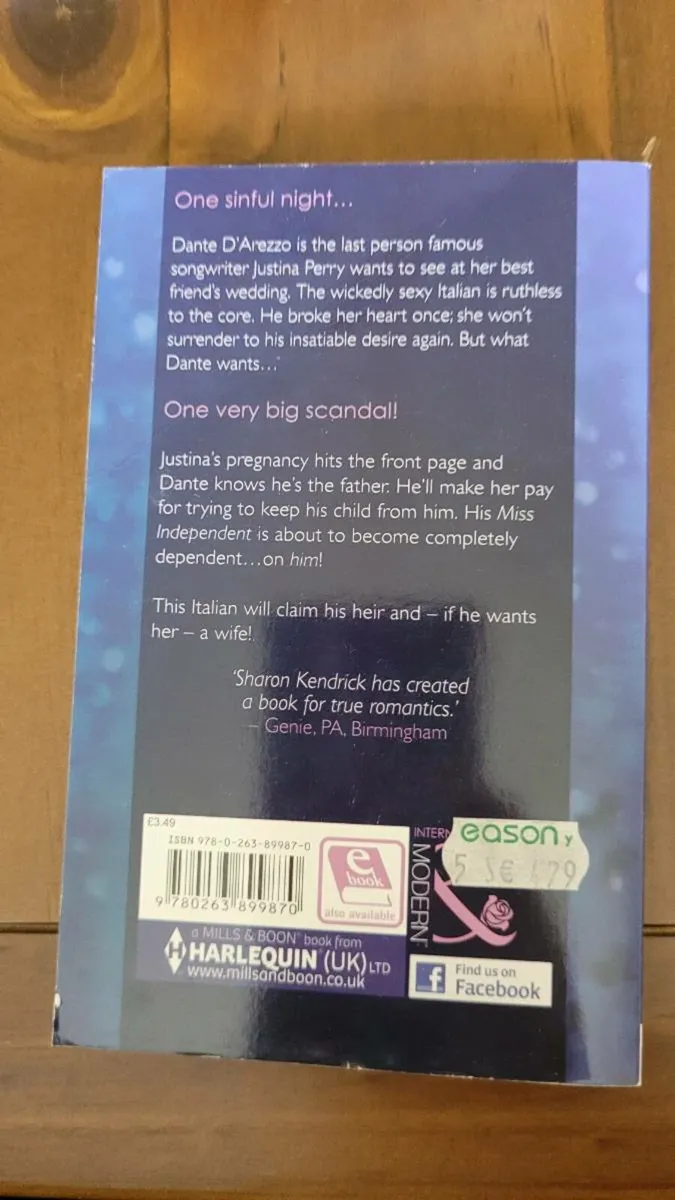 One sinful night...
Dante D'Arezzo is the last person famous
songwriter Justina Perry wants to see at her best
friend's wedding. The wickedly sexy Italian is ruthless
to the core. He broke her heart once; she won't
surrender to his insatiable desire again. But what
Dante wants...
One very big scandal!
Justina's pregnancy hits the front page and
Dante knows he's the father. He'll make her pay
for trying to keep his child from him. His Miss
Independent is about to become completely
dependent...on him!
This Italian will claim his heir and – if he wants
her – a wife!
'Sharon Kendrick has created
a book for true romantics.'
– Genie, PA, Birmingham
£3.49
ISBN 978-0-263-89987-0
9 780263 899870
e
book
also available
INTERN
MODERN
eason y
5 S€ 4.79
a MILLS & BOON® book from
H HARLEQUIN (UK) LTD
www.millsandboon.co.uk
f Find us on
Facebook